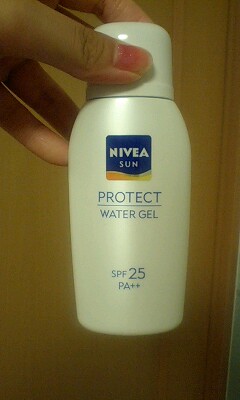 NIVEA
SUN
PROTECT
WATER GEL
SPF 25
PA++